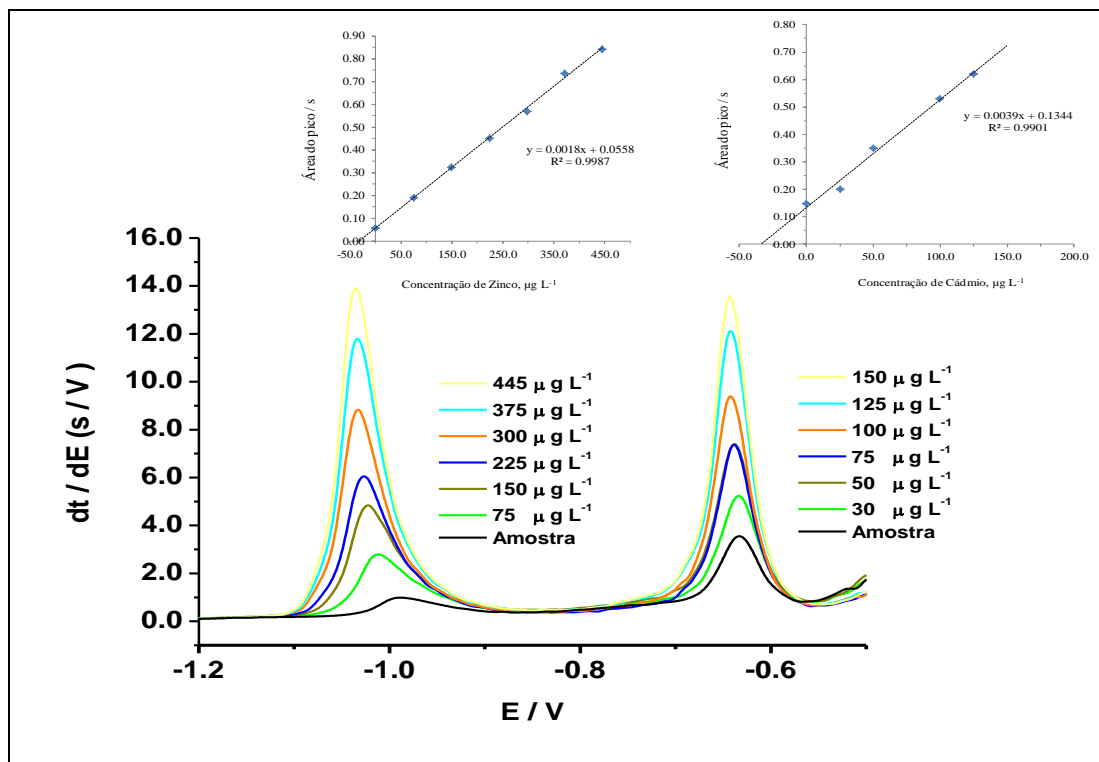 0.90
0.80
0.70
0.60
0.50
0.40
0.30
0.20
0.10
0.00
-50.0 50.0 150.0 250.0 350.0 450.0
Área do pico / s
y = 0.0018x + 0.0558
R² = 0.9987
Concentração de Zinco, µg L-1
0.80
0.70
0.60
0.50
0.40
0.30
0.20
0.10
0.00
-50.0 0.0 50.0 100.0 150.0 200.0
Área do pico / s
y = 0.0039x + 0.1344
R² = 0.9901
Concentração de Cádmio, µg L-1
16.0
14.0
12.0
10.0
8.0
6.0
4.0
2.0
0.0
dt / dE (s / V)
445 µ g L-1
375 µ g L-1
300 µ g L-1
225 µ g L-1
150 µ g L-1
75 µ g L-1
Amostra
150 µ g L-1
125 µ g L-1
100 µ g L-1
75 µ g L-1
50 µ g L-1
30 µ g L-1
Amostra
-1.2 -1.0 -0.8 -0.6
E / V